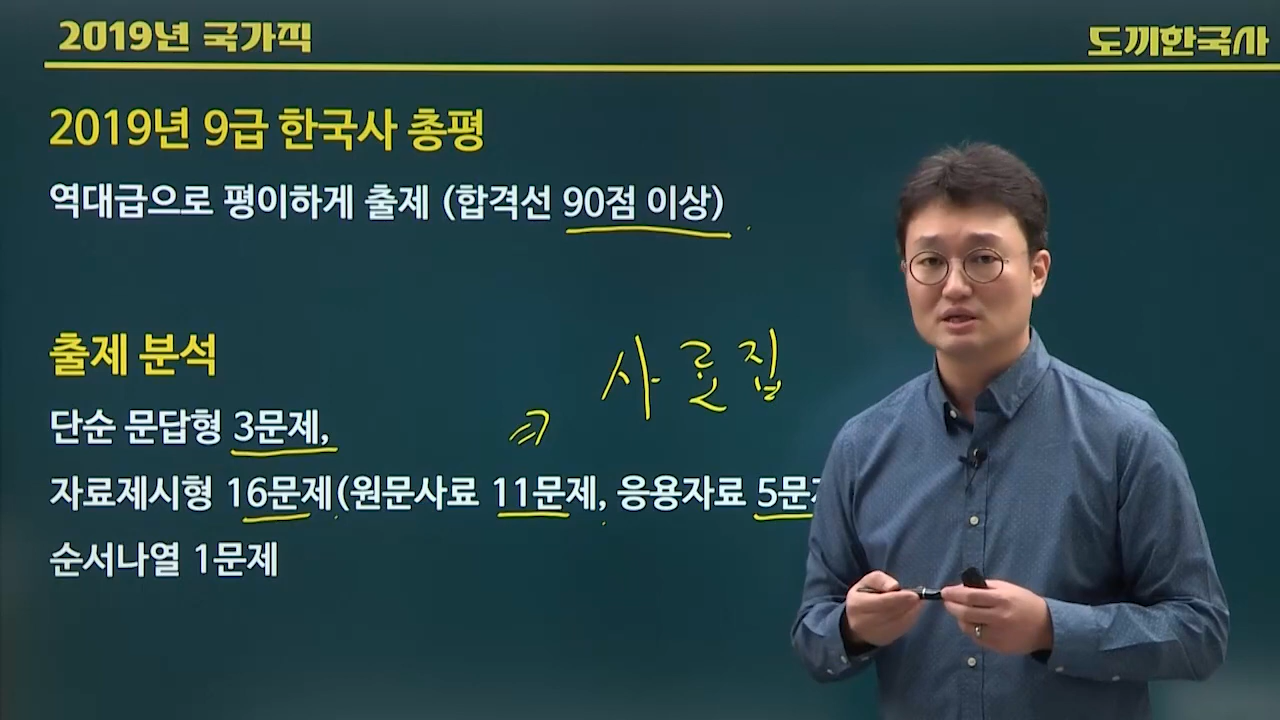 2019년 국가직
도끼한국사
2019년 9급 한국사 총평
역대급으로 평이하게 출제 (합격선 90점 이상)
출제 분석
사료집
단순 문답형 3문제,
⇒
자료제시형 16문제(원문사료 11문제, 응용자료 5문
순서나열 1문제